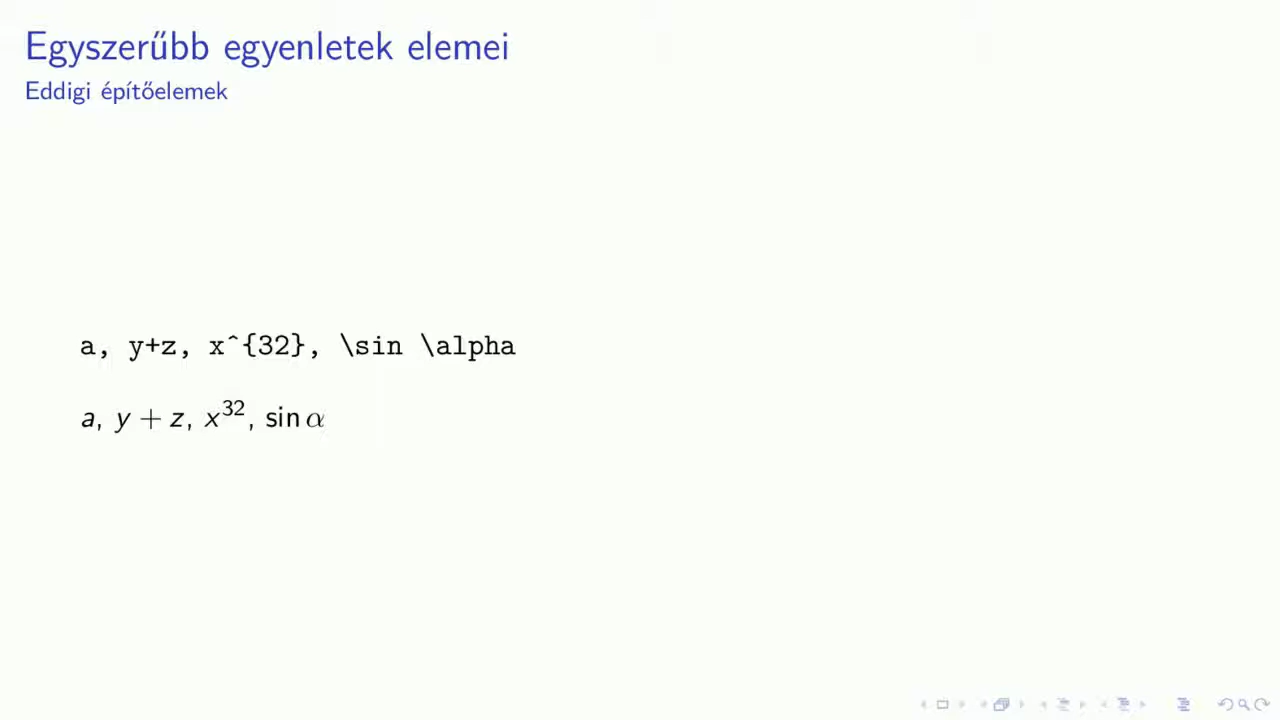 Egyszerűbb egyenletek elemei
Eddigi építőelemek
a, y+z, x^{32}, \sin \alpha
a, y + z, x³², sin α